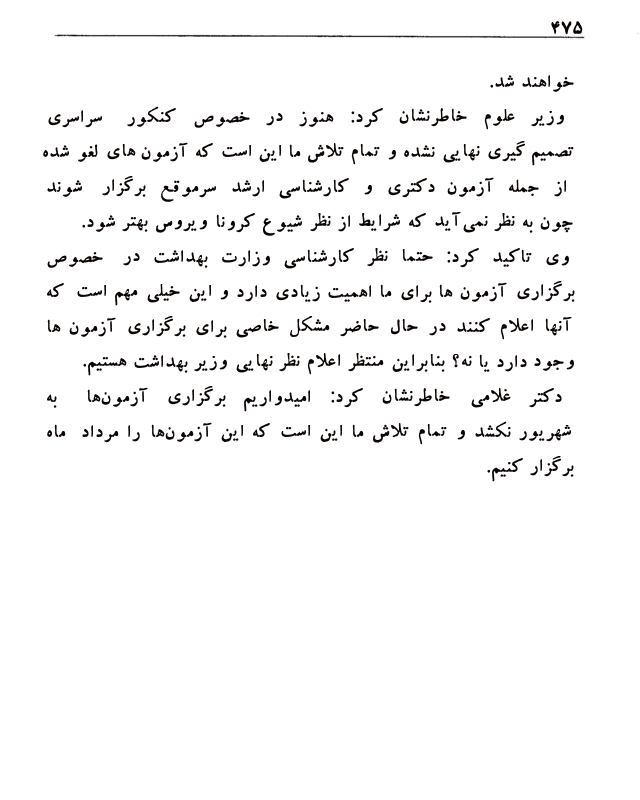 ۴۷۵
خواهند شد.
وزیر علوم خاطرنشان کرد: هنوز در خصوص کنکور سراسری
تصمیم گیری نهایی نشده و تمام تلاش ما این است که آزمون های لغو شده
از جمله آزمون دکتری و کارشناسی ارشد سرموقع برگزار شوند
چون به نظر نمی‌آید که شرایط از نظر شیوع کرونا ویروس بهتر شود.
وی تاکید کرد: حتما نظر کارشناسی وزارت بهداشت در خصوص
برگزاری آزمون ها برای ما اهمیت زیادی دارد و این خیلی مهم است که
آنها اعلام کنند در حال حاضر مشکل خاصی برای برگزاری آزمون ها
وجود دارد یا نه؟ بنابراین منتظر اعلام نظر نهایی وزیر بهداشت هستیم.
دکتر غلامی خاطرنشان کرد: امیدواریم برگزاری آزمون‌ها به
شهریور نکشد و تمام تلاش ما این است که این آزمون‌ها را مرداد ماه
برگزار کنیم.